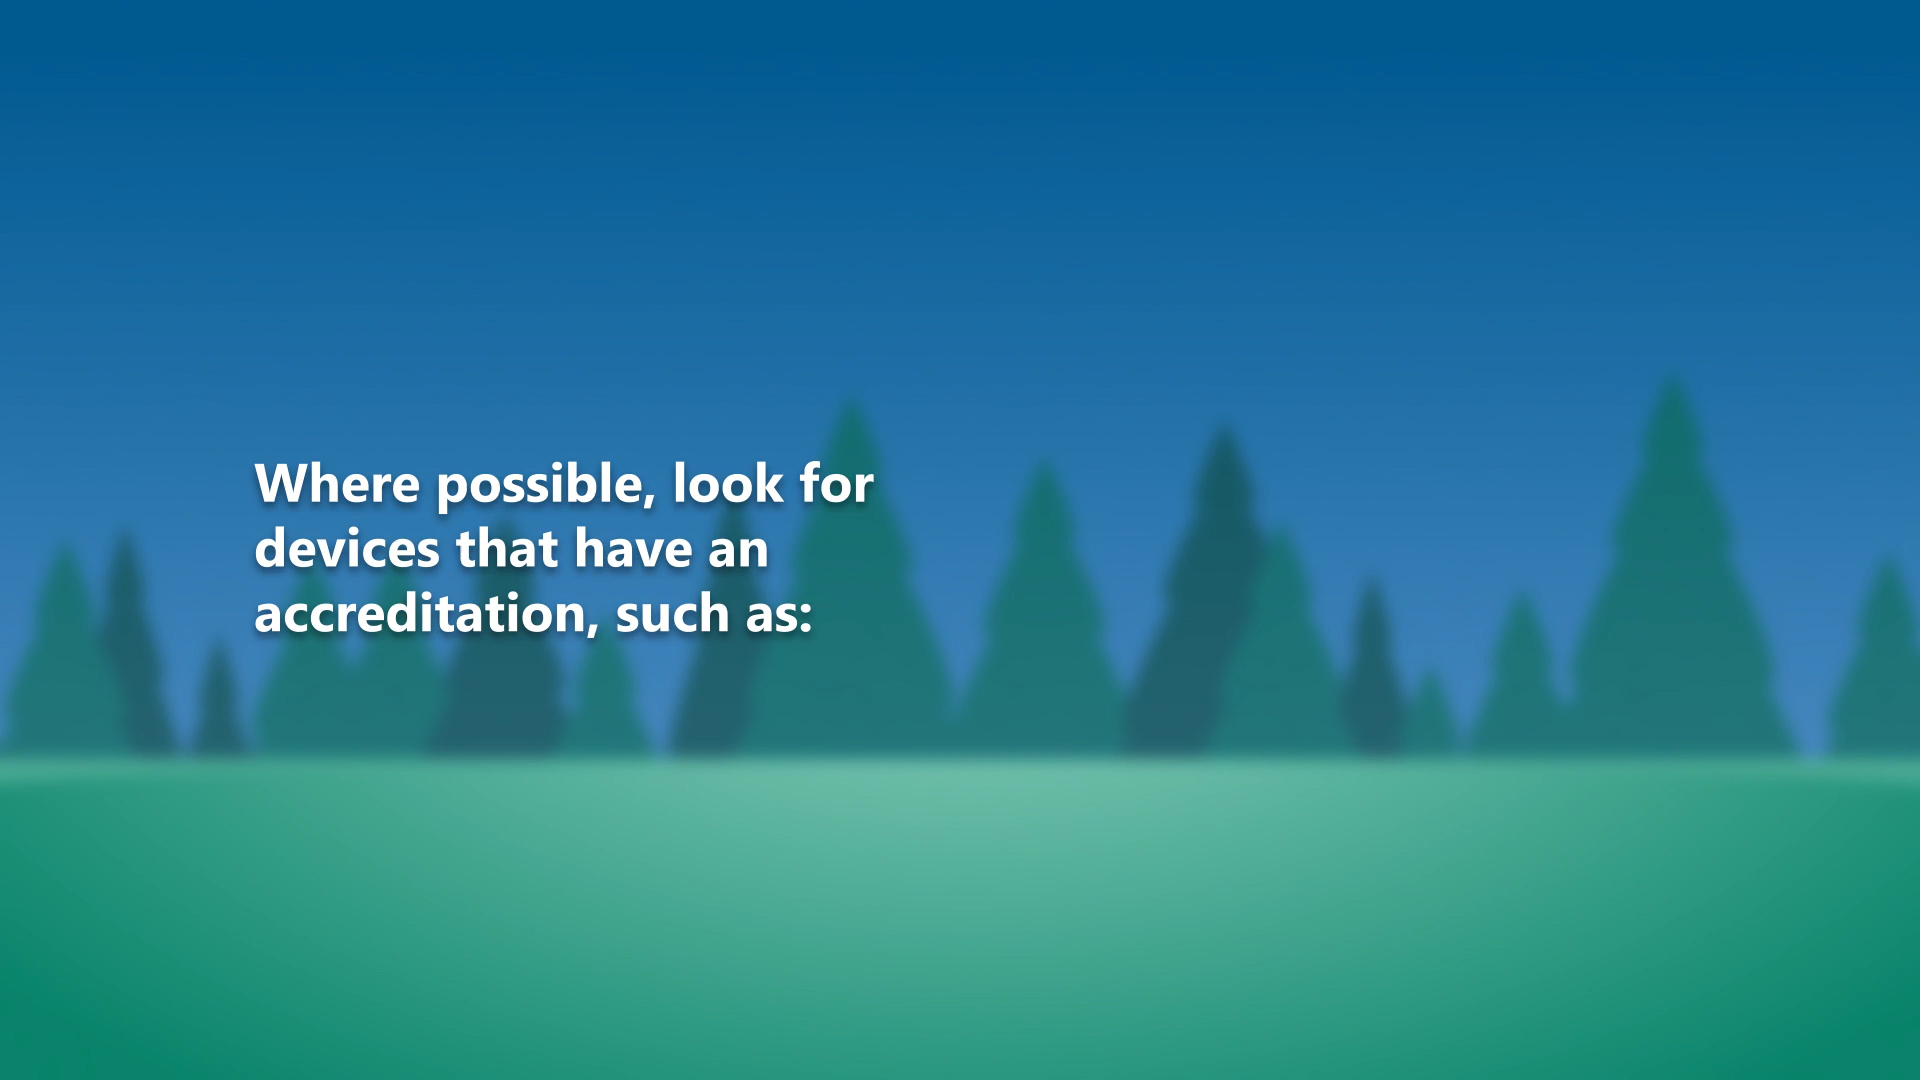 Where possible, look for
devices that have an
accreditation, such as: